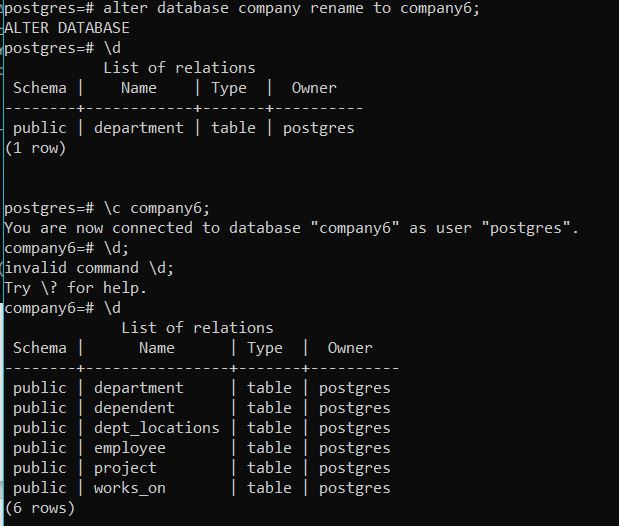 postgres=# alter database company rename to company6;
ALTER DATABASE
postgres=# \d
           List of relations
 Schema |    Name    | Type  |  Owner
--------+------------+-------+----------
 public | department | table | postgres
(1 row)
postgres=# \c company6;
You are now connected to database "company6" as user "postgres".
company6=# \d;
invalid command \d;
Try \? for help.
company6=# \d
             List of relations
 Schema |      Name      | Type  |  Owner
--------+----------------+-------+----------
 public | department     | table | postgres
 public | dependent      | table | postgres
 public | dept_locations | table | postgres
 public | employee       | table | postgres
 public | project        | table | postgres
 public | works_on       | table | postgres
(6 rows)